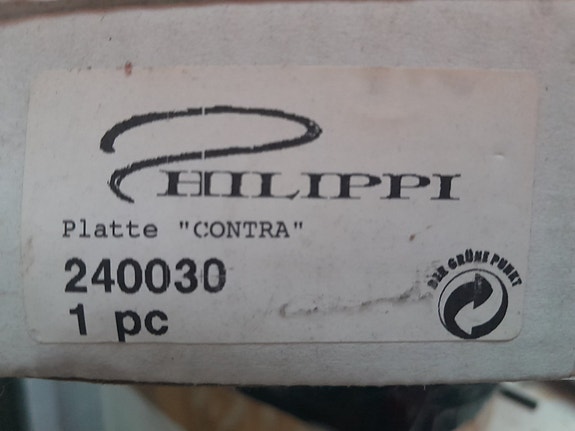 PHILIPPI
Platte "CONTRA"
240030
1 pc
DER GRÜNE PUNKT